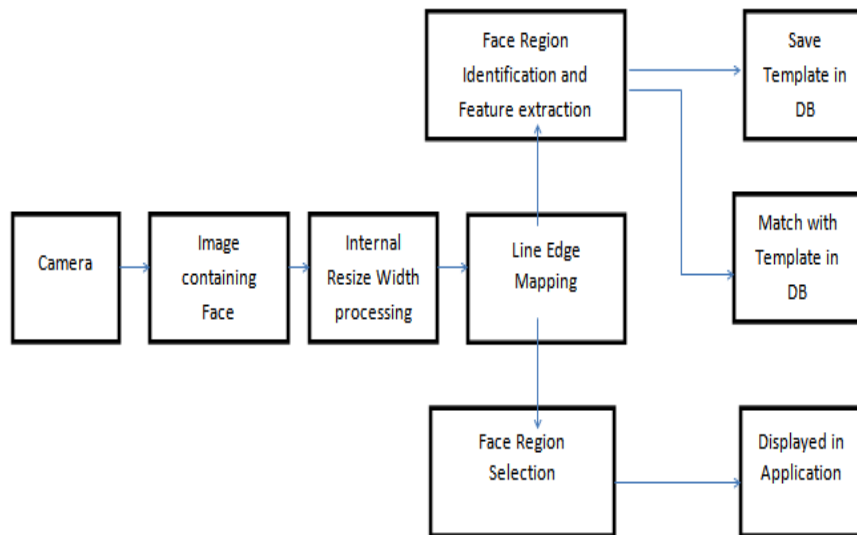 Face Region
Identification and
Feature extraction
Save
Template in
DB
Camera
Image
containing
Face
Internal
Resize Width
processing
Line Edge
Mapping
Match with
Template in
DB
Face Region
Selection
Displayed in
Application